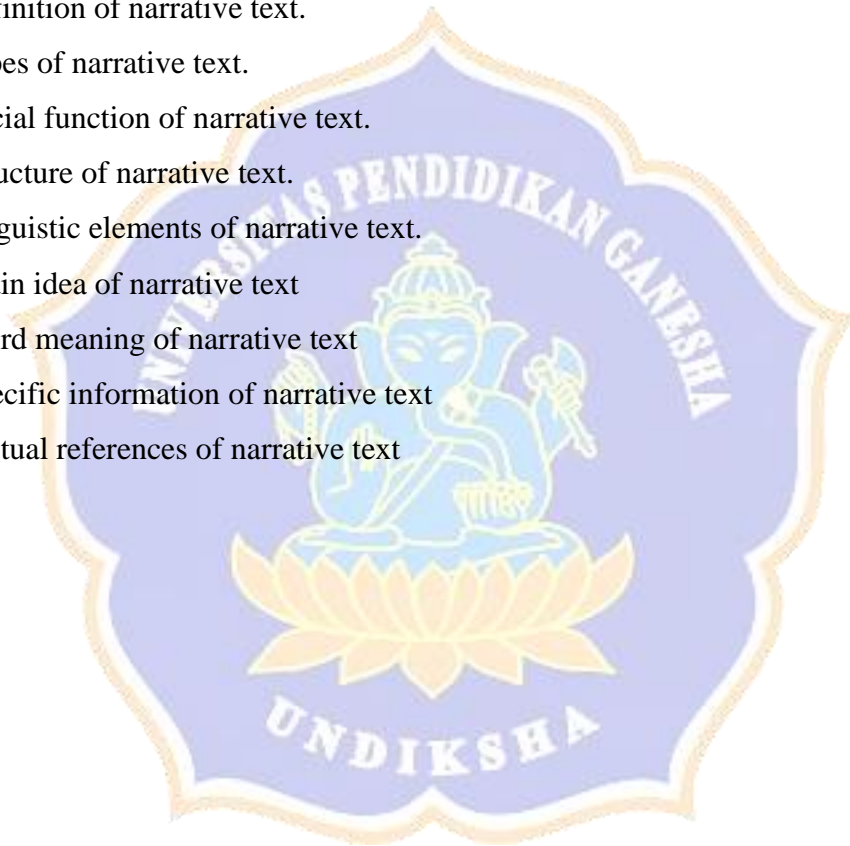 finition of narrative text.
pes of narrative text.
cial function of narrative text.
ucture of narrative text.
guistic elements of narrative text.
in idea of narrative text
rd meaning of narrative text
ecific information of narrative text
tual references of narrative text
UNIVERSITAS PENDIDIKAN GANESHA
UNDIKSHA